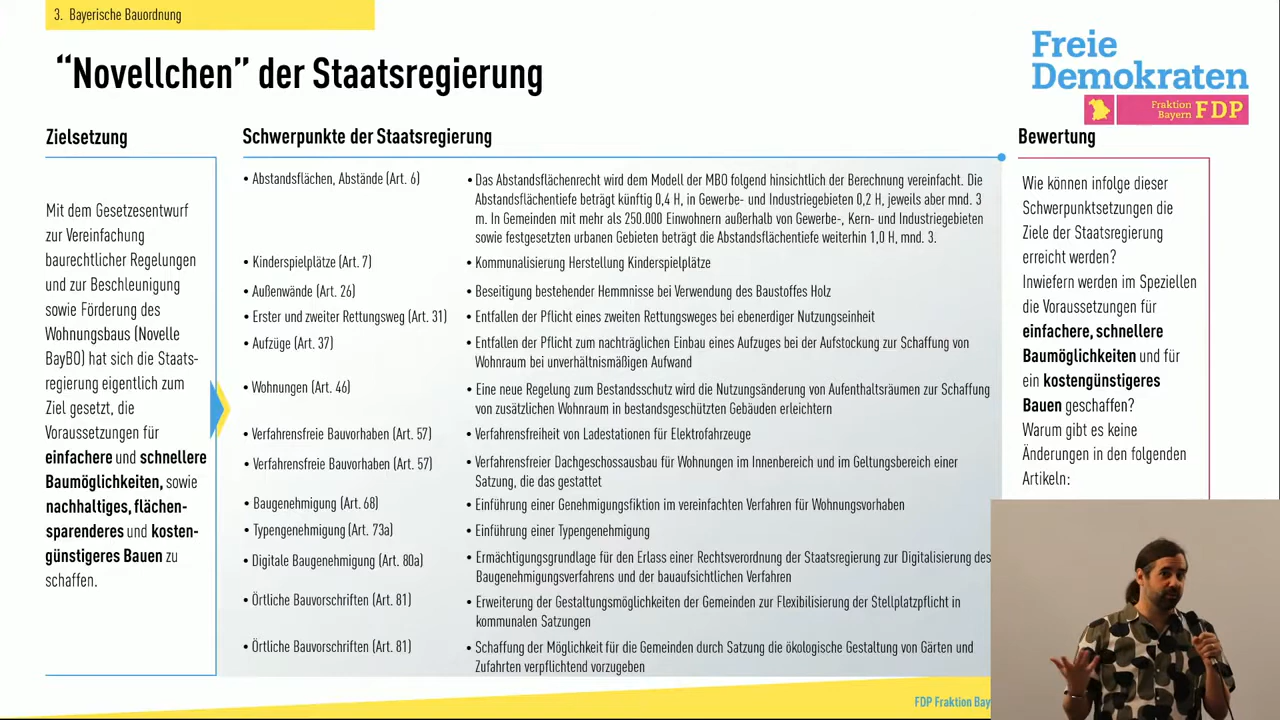 3. Bayerische Bauordnung
“Novellchen” der Staatsregierung
Freie
Demokraten
Fraktion
Bayern FDP
Zielsetzung
Mit dem Gesetzesentwurf
zur Vereinfachung
baurechtlicher Regelungen
und zur Beschleunigung
sowie Förderung des
Wohnungsbaus (Novelle
BayBO) hat sich die Staats-
regierung eigentlich zum
Ziel gesetzt, die
Voraussetzungen für
einfachere und schnellere
Baumöglichkeiten, sowie
nachhaltiges, flächen-
sparenderes und kosten-
günstigeres Bauen zu
schaffen.
Schwerpunkte der Staatsregierung
• Abstandsflächen, Abstände (Art. 6)
• Das Abstandsflächenrecht wird dem Modell der MBO folgend hinsichtlich der Berechnung vereinfacht. Die
Abstandsflächentiefe beträgt künftig 0,4 H, in Gewerbe- und Industriegebieten 0,2 H, jeweils aber mnd. 3
m. In Gemeinden mit mehr als 250.000 Einwohnern außerhalb von Gewerbe-, Kern- und Industriegebieten
sowie festgesetzten urbanen Gebieten beträgt die Abstandsflächentiefe weiterhin 1,0 H, mnd. 3.
• Kinderspielplätze (Art. 7)
• Kommunalisierung Herstellung Kinderspielplätze
• Außenwände (Art. 26)
• Beseitigung bestehender Hemmnisse bei Verwendung des Baustoffes Holz
• Erster und zweiter Rettungsweg (Art. 31)
• Entfallen der Pflicht eines zweiten Rettungsweges bei ebenerdiger Nutzungseinheit
• Aufzüge (Art. 37)
• Entfallen der Pflicht zum nachträglichen Einbau eines Aufzuges bei der Aufstockung zur Schaffung von
Wohnraum bei unverhältnismäßigen Aufwand
• Wohnungen (Art. 46)
• Eine neue Regelung zum Bestandsschutz wird die Nutzungsänderung von Aufenthaltsräumen zur Schaffung
von zusätzlichen Wohnraum in bestandsgeschützten Gebäuden erleichtern
• Verfahrensfreie Bauvorhaben (Art. 57)
• Verfahrensfreiheit von Ladestationen für Elektrofahrzeuge
• Verfahrensfreie Bauvorhaben (Art. 57)
• Verfahrensfreier Dachgeschossausbau für Wohnungen im Innenbereich und im Geltungsbereich einer
Satzung, die das gestattet
• Baugenehmigung (Art. 68)
• Einführung einer Genehmigungsfiktion im vereinfachten Verfahren für Wohnungsvorhaben
• Typengenehmigung (Art. 73a)
• Einführung einer Typengenehmigung
• Digitale Baugenehmigung (Art. 80a)
• Ermächtigungsgrundlage für den Erlass einer Rechtsverordnung der Staatsregierung zur Digitalisierung des
Baugenehmigungsverfahrens und der bauaufsichtlichen Verfahren
• Örtliche Bauvorschriften (Art. 81)
• Erweiterung der Gestaltungsmöglichkeiten der Gemeinden zur Flexibilisierung der Stellplatzpflicht in
kommunalen Satzungen
• Örtliche Bauvorschriften (Art. 81)
• Schaffung der Möglichkeit für die Gemeinden durch Satzung die ökologische Gestaltung von Gärten und
Zufahrten verpflichtend vorzugeben
Bewertung
Wie können infolge dieser
Schwerpunktsetzungen die
Ziele der Staatsregierung
erreicht werden?
Inwiefern werden im Speziellen
die Voraussetzungen für
einfachere, schnellere
Baumöglichkeiten und für
ein kostengünstigeres
Bauen geschaffen?
Warum gibt es keine
Änderungen in den folgenden
Artikeln:
FDP Fraktion Bay